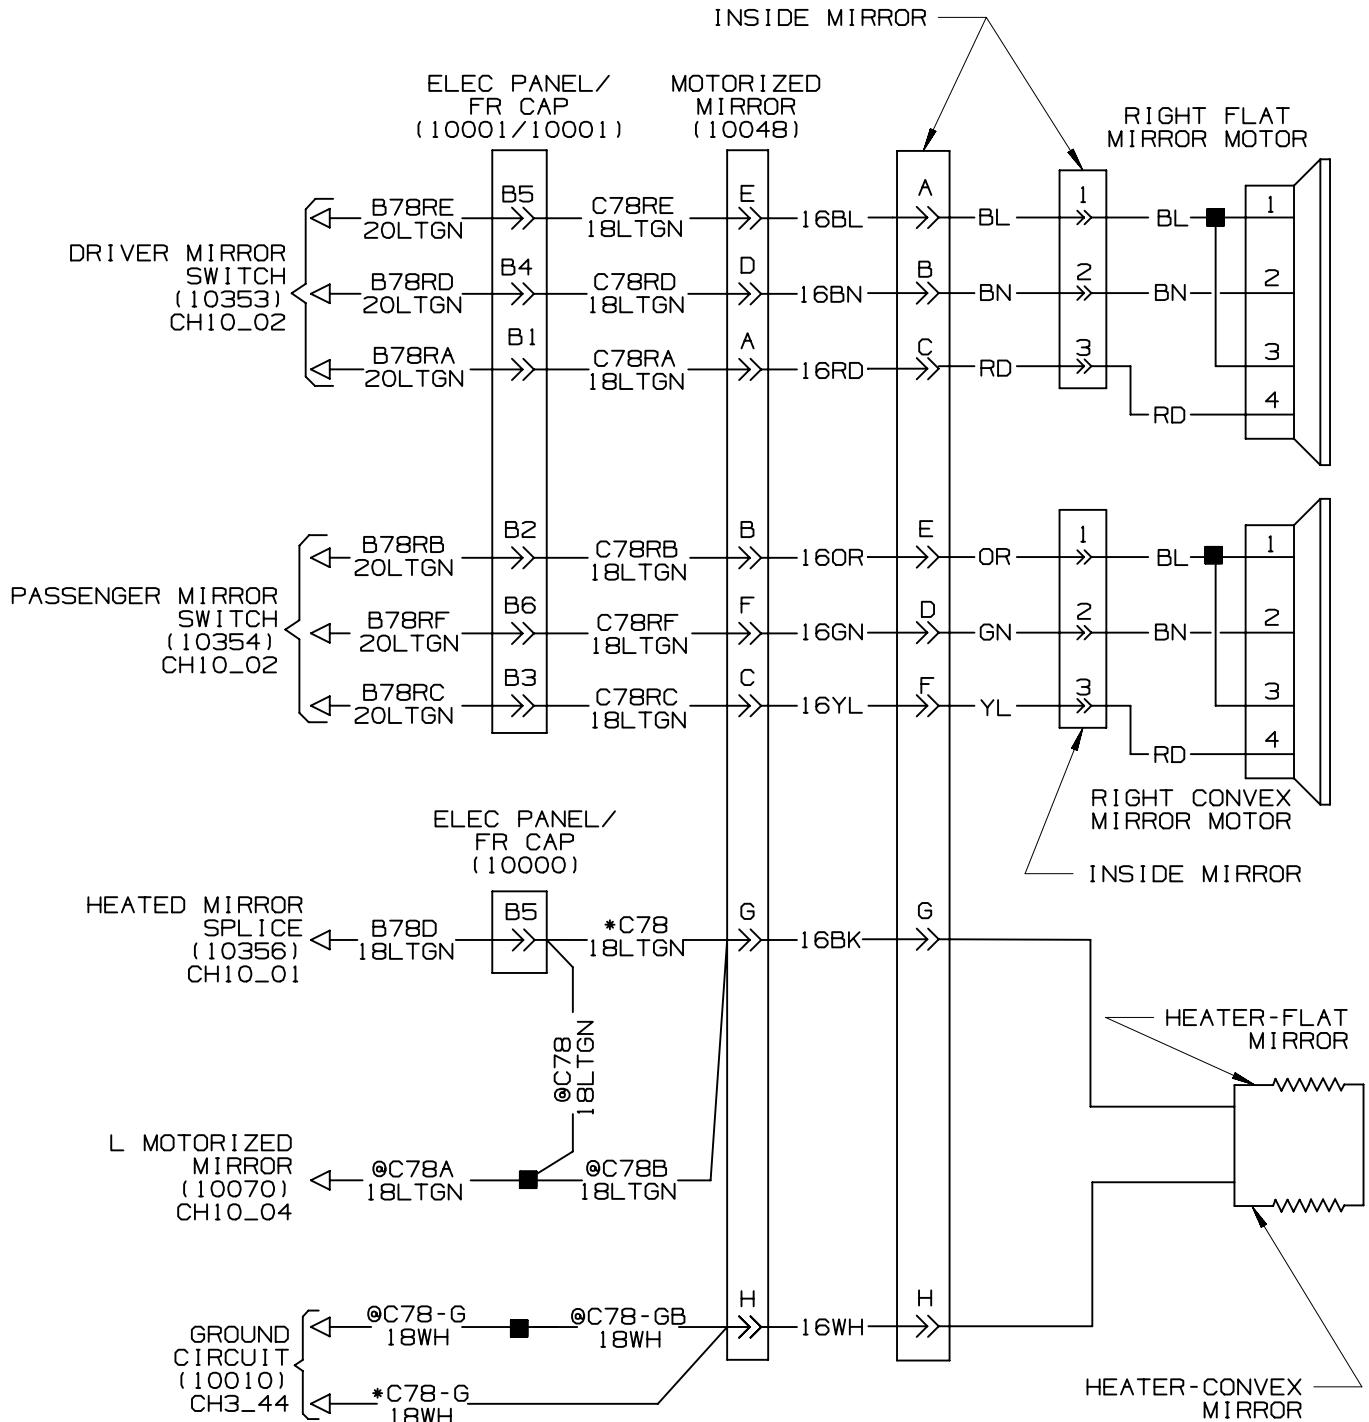 INSIDE MIRROR
ELEC PANEL/
FR CAP
(10001/10001)
MOTORIZED
MIRROR
(10048)
RIGHT FLAT
MIRROR MOTOR
DRIVER MIRROR
SWITCH
(10353)
CH10_02
B78RE
20LTGN
B5
C78RE
18LTGN
E
16BL
A
BL
1
BL
1
B78RD
20LTGN
B4
C78RD
18LTGN
D
16BN
B
BN
2
BN
2
B78RA
20LTGN
B1
C78RA
18LTGN
A
16RD
C
RD
3
3
RD
4
PASSENGER MIRROR
SWITCH
(10354)
CH10_02
B78RB
20LTGN
B2
C78RB
18LTGN
B
16OR
E
OR
1
BL
1
B78RF
20LTGN
B6
C78RF
18LTGN
F
16GN
D
GN
2
BN
2
B78RC
20LTGN
B3
C78RC
18LTGN
C
16YL
F
YL
3
3
RD
4
RIGHT CONVEX
MIRROR MOTOR
INSIDE MIRROR
ELEC PANEL/
FR CAP
(10000)
HEATED MIRROR
SPLICE
(10356)
CH10_01
B78D
18LTGN
B5
*C78
18LTGN
G
16BK
G
@C78
18LTGN
HEATER-FLAT
MIRROR
L MOTORIZED
MIRROR
(10070)
CH10_04
@C78A
18LTGN
@C78B
18LTGN
GROUND
CIRCUIT
(10010)
CH3_44
@C78-G
18WH
@C78-GB
18WH
H
16WH
H
*C78-G
18WH
HEATER-CONVEX
MIRROR